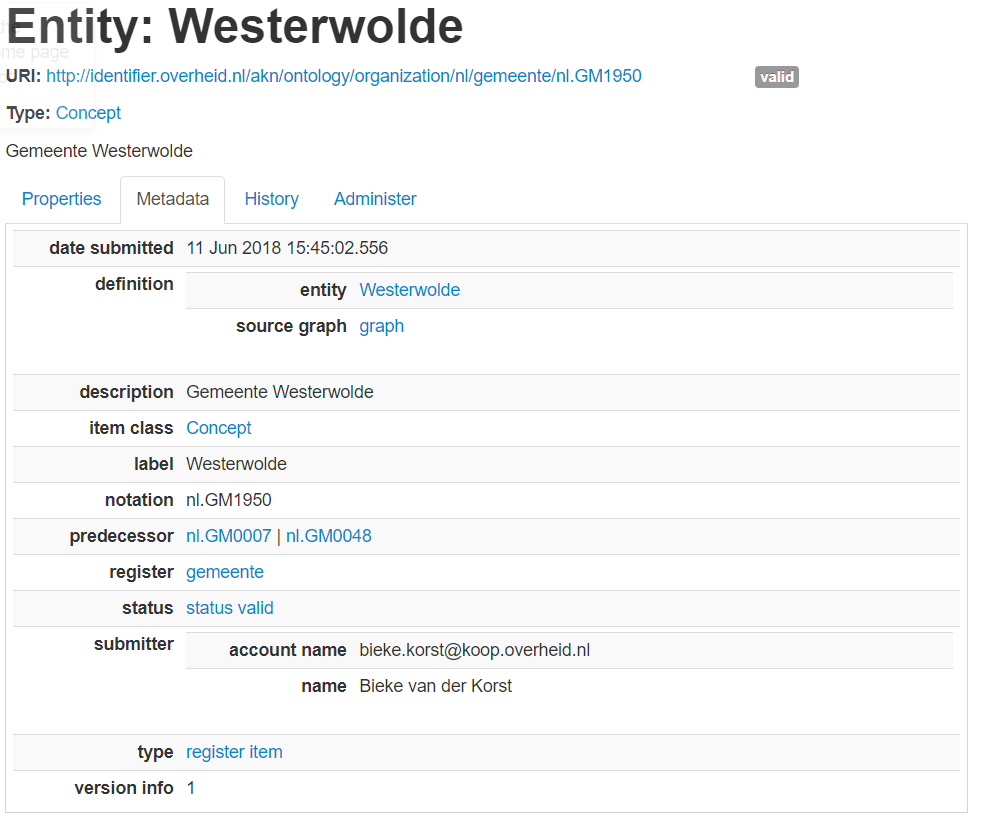 Entity: Westerwolde
me page
URI: http://identifier.overheid.nl/akn/ontology/organization/nl/gemeente/nl.GM1950 valid
Type: Concept
Gemeente Westerwolde
Properties Metadata History Administer
date submitted 11 Jun 2018 15:45:02.556
definition
entity Westerwolde
source graph graph
description Gemeente Westerwolde
item class Concept
label Westerwolde
notation nl.GM1950
predecessor nl.GM0007 | nl.GM0048
register gemeente
status status valid
submitter
account name bieke.korst@koop.overheid.nl
name Bieke van der Korst
type register item
version info 1